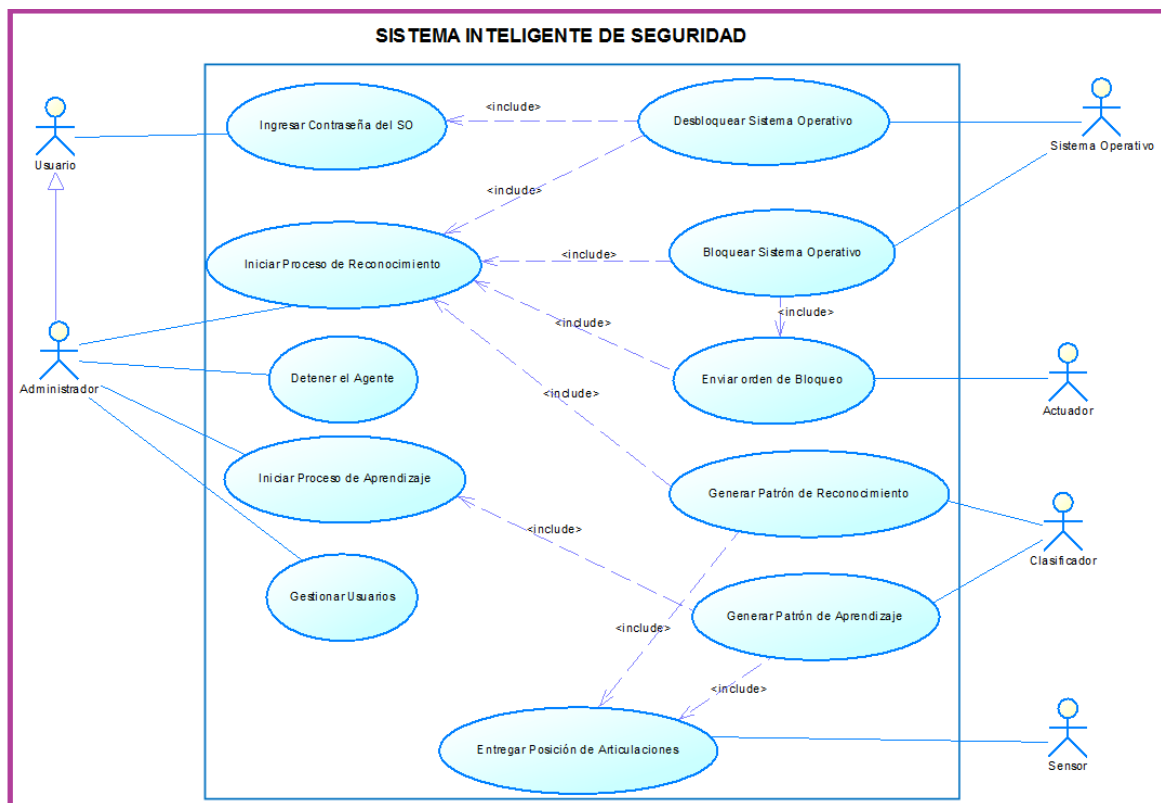 SISTEMA INTELIGENTE DE SEGURIDAD
Usuario
Ingresar Contraseña del SO
<include>
Desbloquear Sistema Operativo
Sistema Operativo
<include>
Iniciar Proceso de Reconocimiento
<include>
Bloquear Sistema Operativo
<include>
<include>
Administrador
Detener el Agente
Enviar orden de Bloqueo
Actuador
<include>
Iniciar Proceso de Aprendizaje
Generar Patrón de Reconocimiento
<include>
Clasificador
Gestionar Usuarios
Generar Patrón de Aprendizaje
<include>
<include>
Entregar Posición de Articulaciones
Sensor